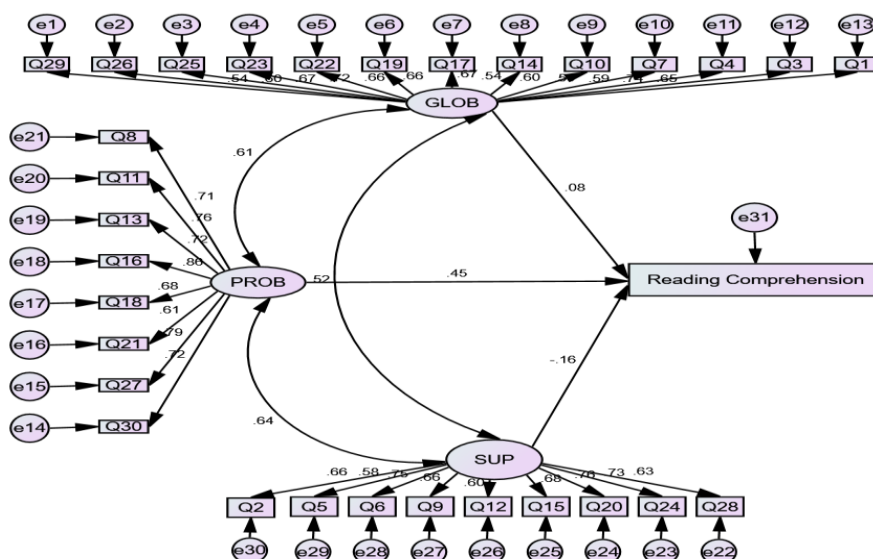 e1 e2 e3 e4 e5 e6 e7 e8 e9 e10 e11 e12 e13
Q29 Q26 Q25 Q23 Q22 Q19 Q17 Q14 Q10 Q7 Q4 Q3 Q1
.54 .67 .66 .66 .67 .54 .60 .59 .65
GLOB
e21 Q8
.61
e20 Q11
.71
.08
.76
e19 Q13
.72
e31
e18 Q16
PROB .52 .45 Reading Comprehension
.68
e17 Q18
.61
e16 Q21
.79
-.16
.72
e15 Q27
.64
e14 Q30
SUP
.66 .58 .75 .66 .60 .68 .73 .63
Q2 Q5 Q6 Q9 Q12 Q15 Q20 Q24 Q28
e30 e29 e28 e27 e26 e25 e24 e23 e22